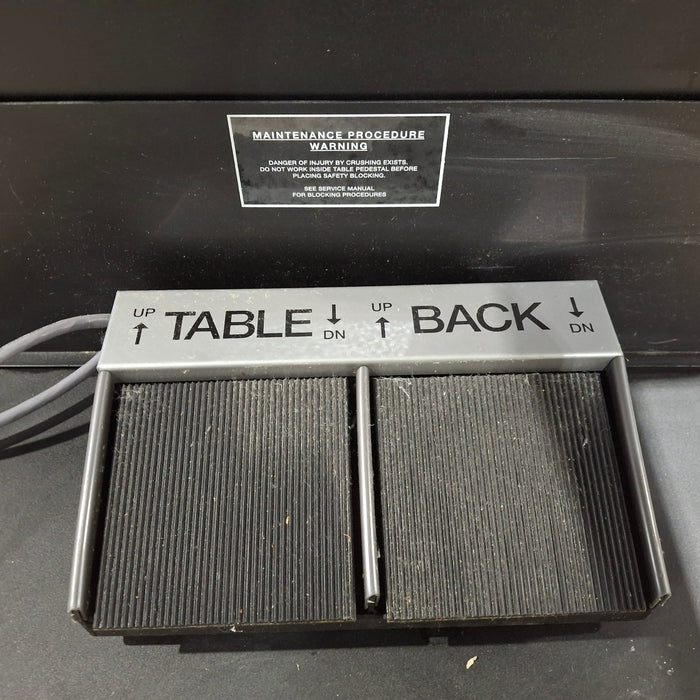 MAINTENANCE PROCEDURE
WARNING
DANGER OF INJURY BY CRUSHING EXISTS.
DO NOT WORK INSIDE TABLE PEDESTAL BEFORE
PLACING SAFETY BLOCKING.
SEE SERVICE MANUAL
FOR BLOCKING PROCEDURES
UP ↑ TABLE ↓ DN UP ↑ BACK ↓ DN